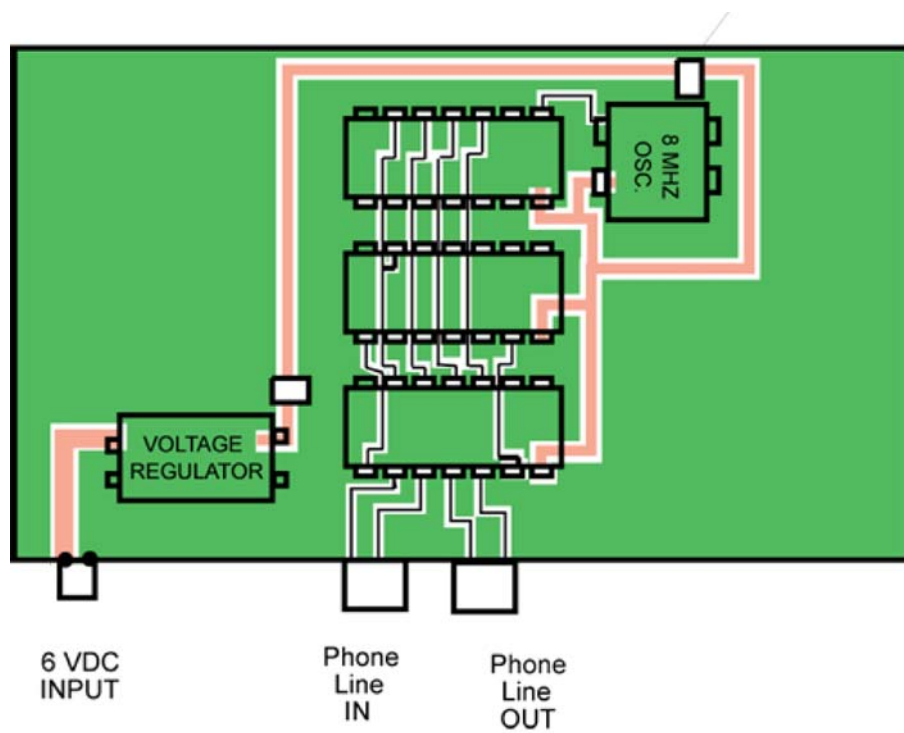 8 MHZ
OSC.
VOLTAGE
REGULATOR
6 VDC
INPUT
Phone
Line
IN
Phone
Line
OUT